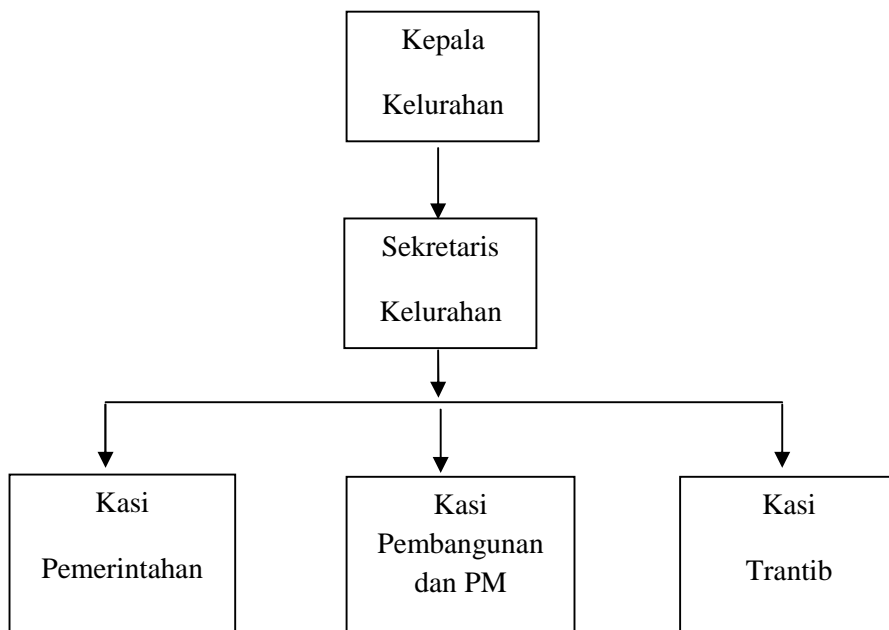 Kepala
Kelurahan
Sekretaris
Kelurahan
Kasi
Pemerintahan
Kasi
Pembangunan
dan PM
Kasi
Trantib